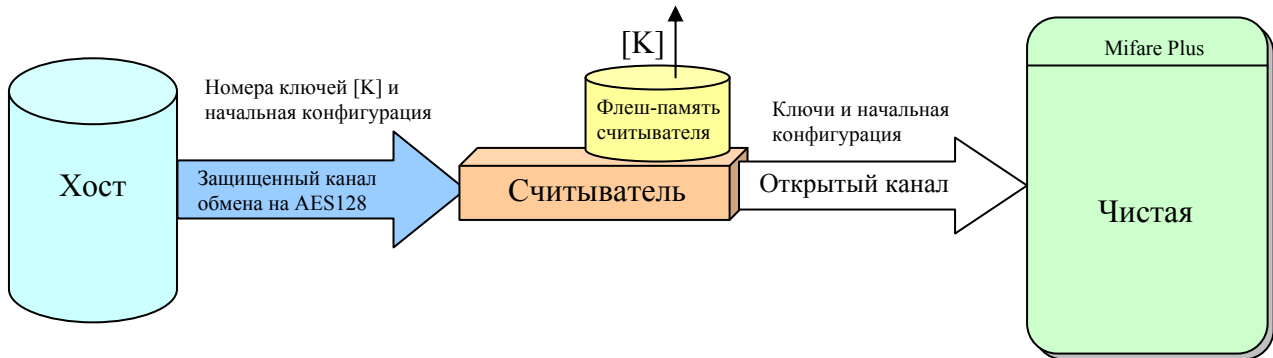 Хост
Номера ключей [K] и
начальная конфигурация
Защищенный канал
обмена на AES128
[K]
Флеш-память
считывателя
Считыватель
Ключи и начальная
конфигурация
Открытый канал
Mifare Plus
Чистая